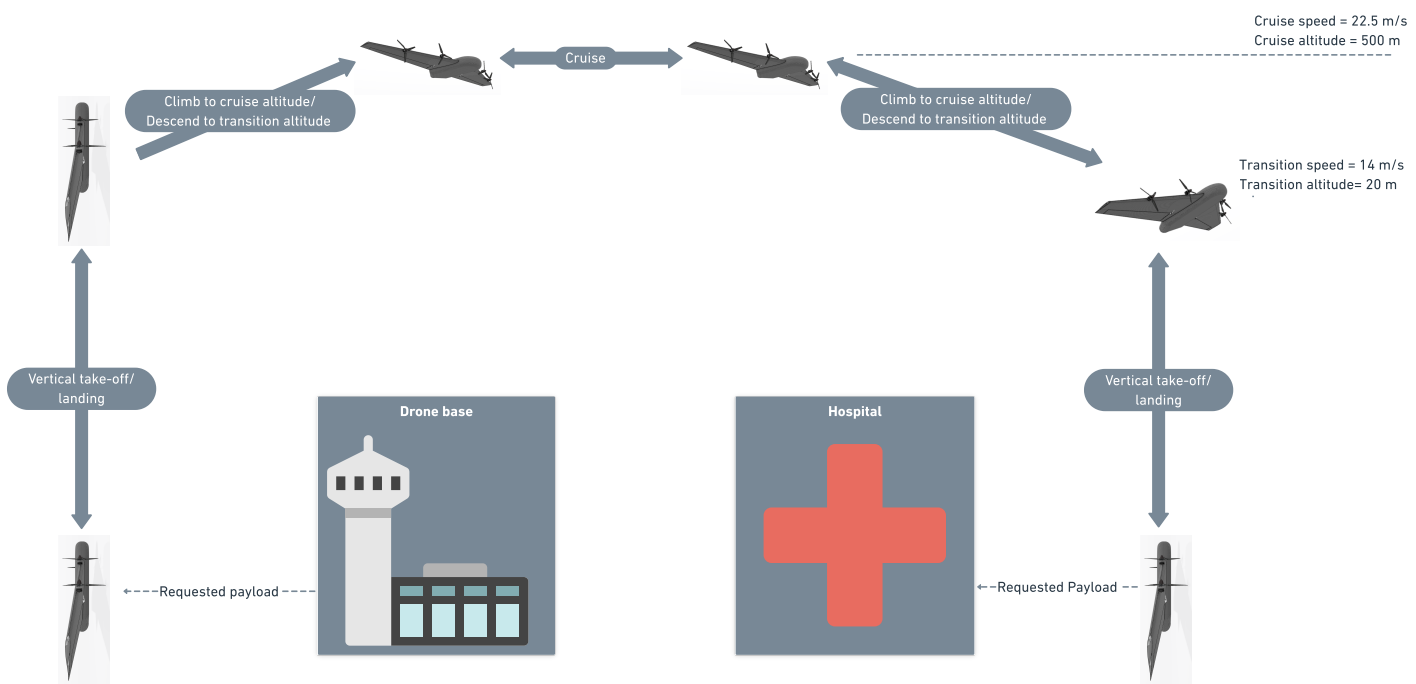 Cruise speed = 22.5 m/s
Cruise altitude = 500 m
Cruise
Climb to cruise altitude/
Descend to transition altitude
Climb to cruise altitude/
Descend to transition altitude
Transition speed = 14 m/s
Transition altitude= 20 m
Vertical take-off/
landing
Vertical take-off/
landing
Drone base
Hospital
Requested payload
Requested Payload